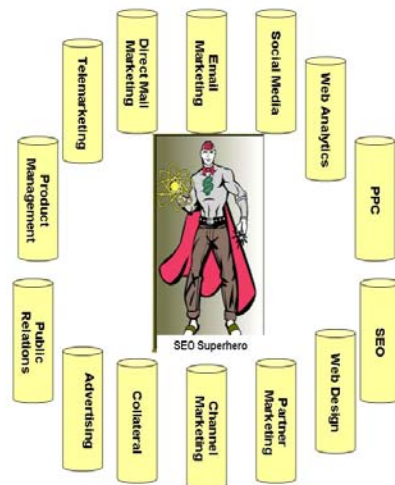 Telemarketing
Direct Mail
Marketing
Email
Marketing
Social Media
Web Analytics
Product
Management
PPC
SEO Superhero
Public
Relations
SEO
Advertising
Collateral
Channel
Marketing
Partner
Marketing
Web Design